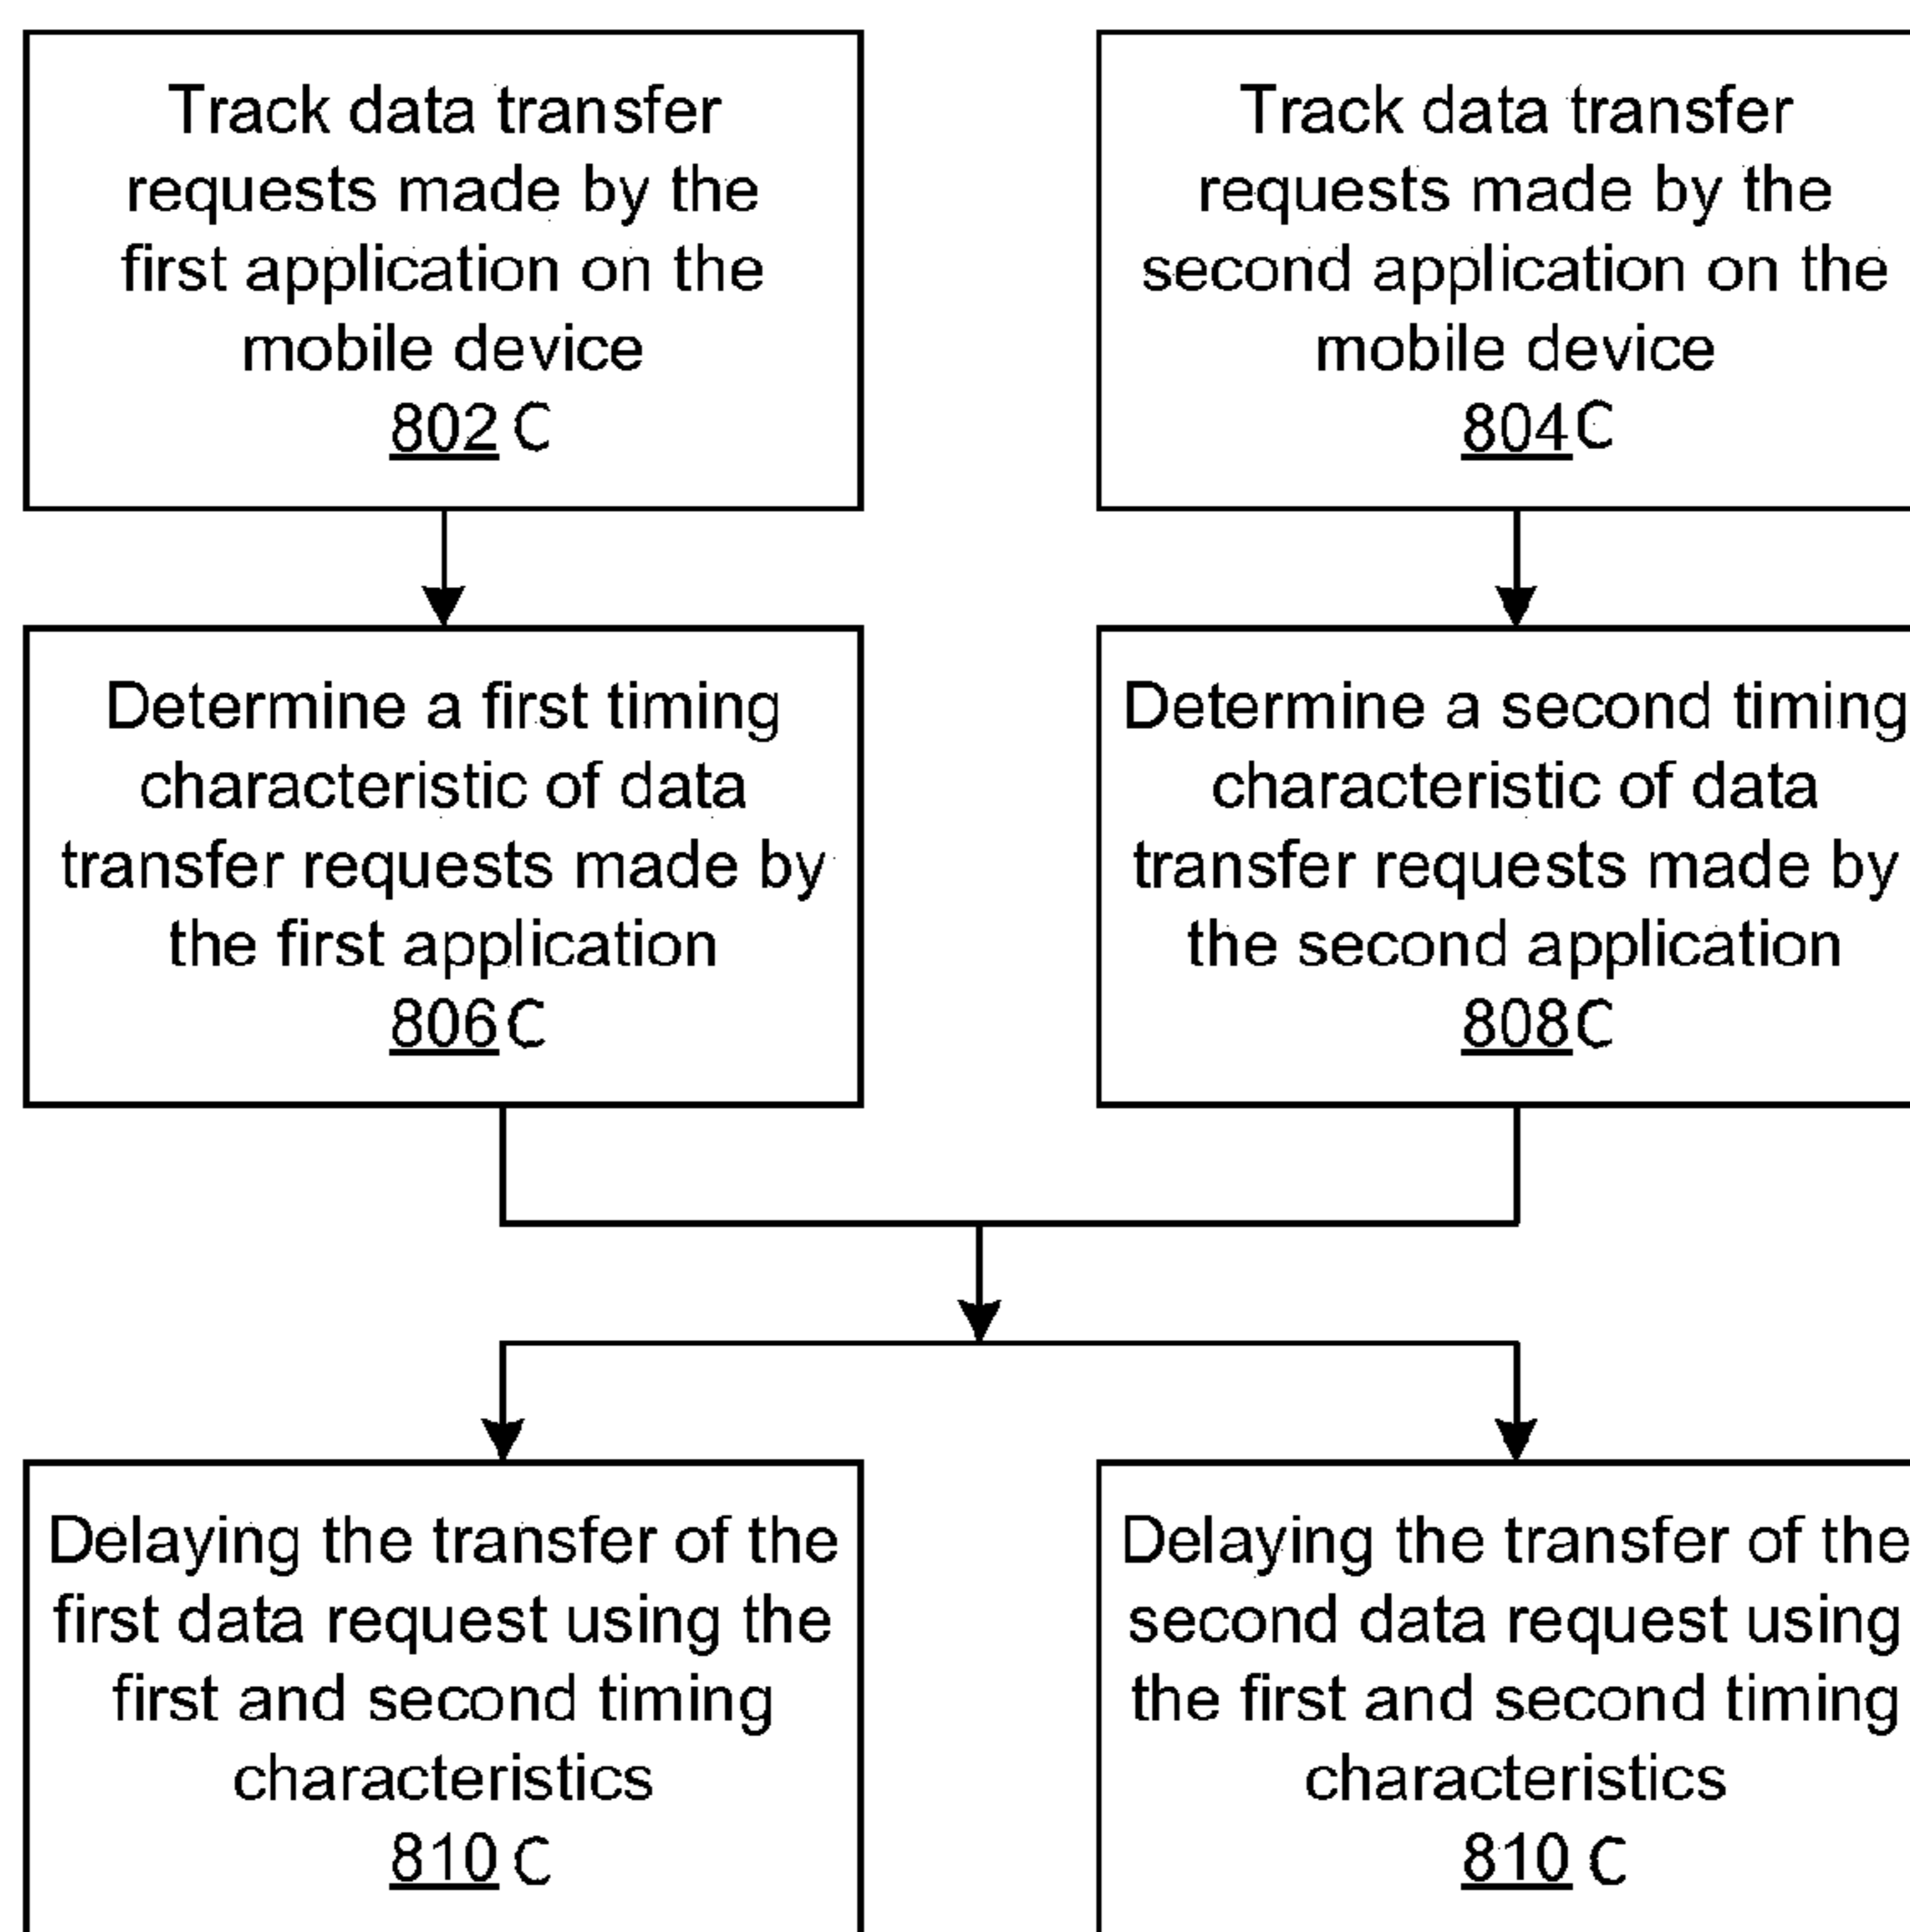 Track data transfer
requests made by the
first application on the
mobile device
802 C
Track data transfer
requests made by the
second application on the
mobile device
804 C
Determine a first timing
characteristic of data
transfer requests made by
the first application
806 C
Determine a second timing
characteristic of data
transfer requests made by
the second application
808 C
Delaying the transfer of the
first data request using the
first and second timing
characteristics
810 C
Delaying the transfer of the
second data request using
the first and second timing
characteristics
810 C